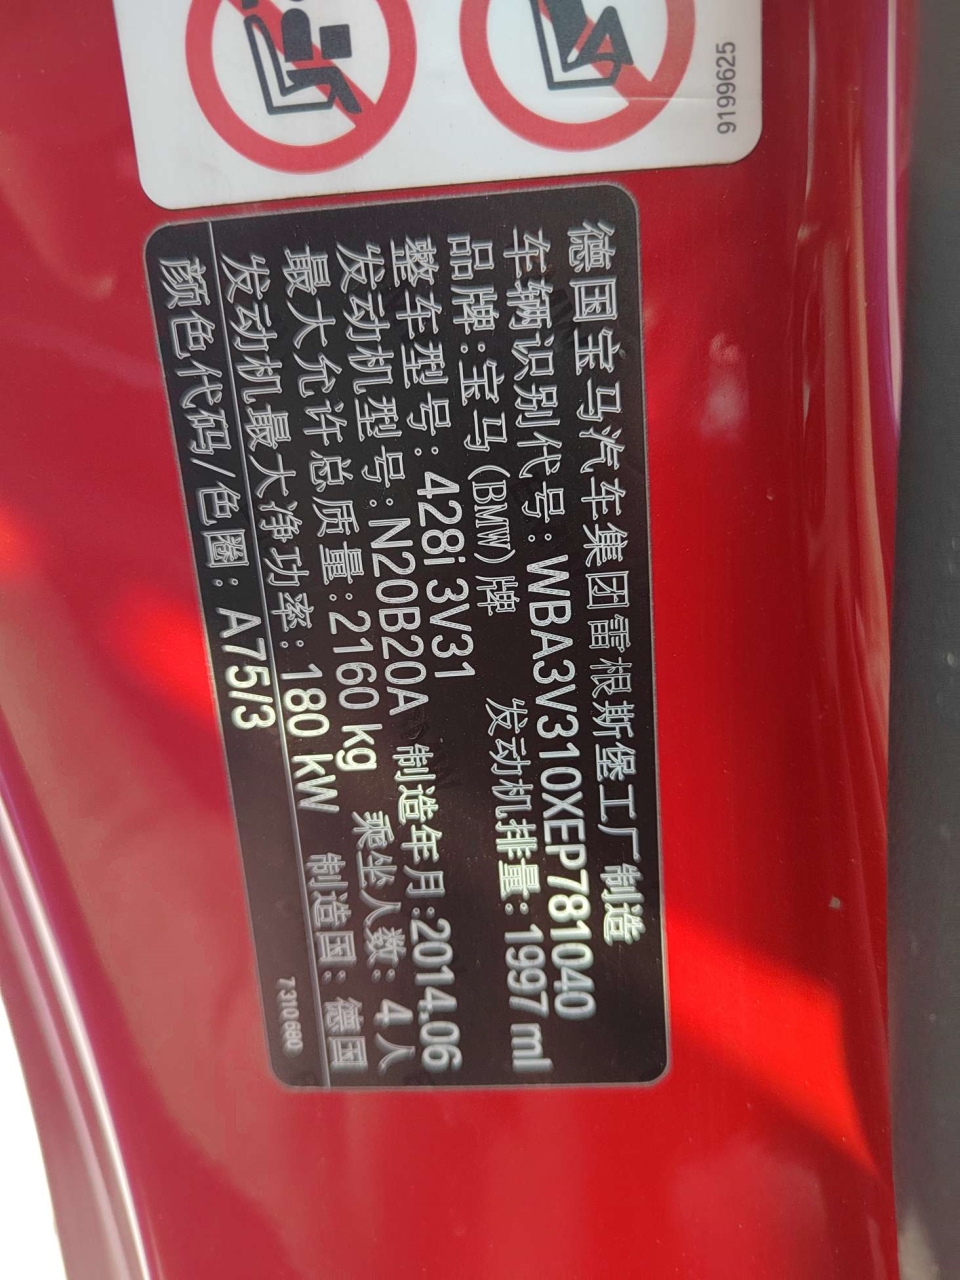 9199625
德国宝马汽车集团雷根斯堡工厂制造
车辆识别代号:WBA3V310XEP781040
品牌:宝马(BMW)牌 发动机排量:1997 ml
整车型号:428i 3V31
发动机型号:N20B20A 制造年月:2014.06
最大允许总质量:2160 kg 乘坐人数:4人
发动机最大净功率:180 kW 制造国:德国
颜色代码/色圈:A75/3
7310 680